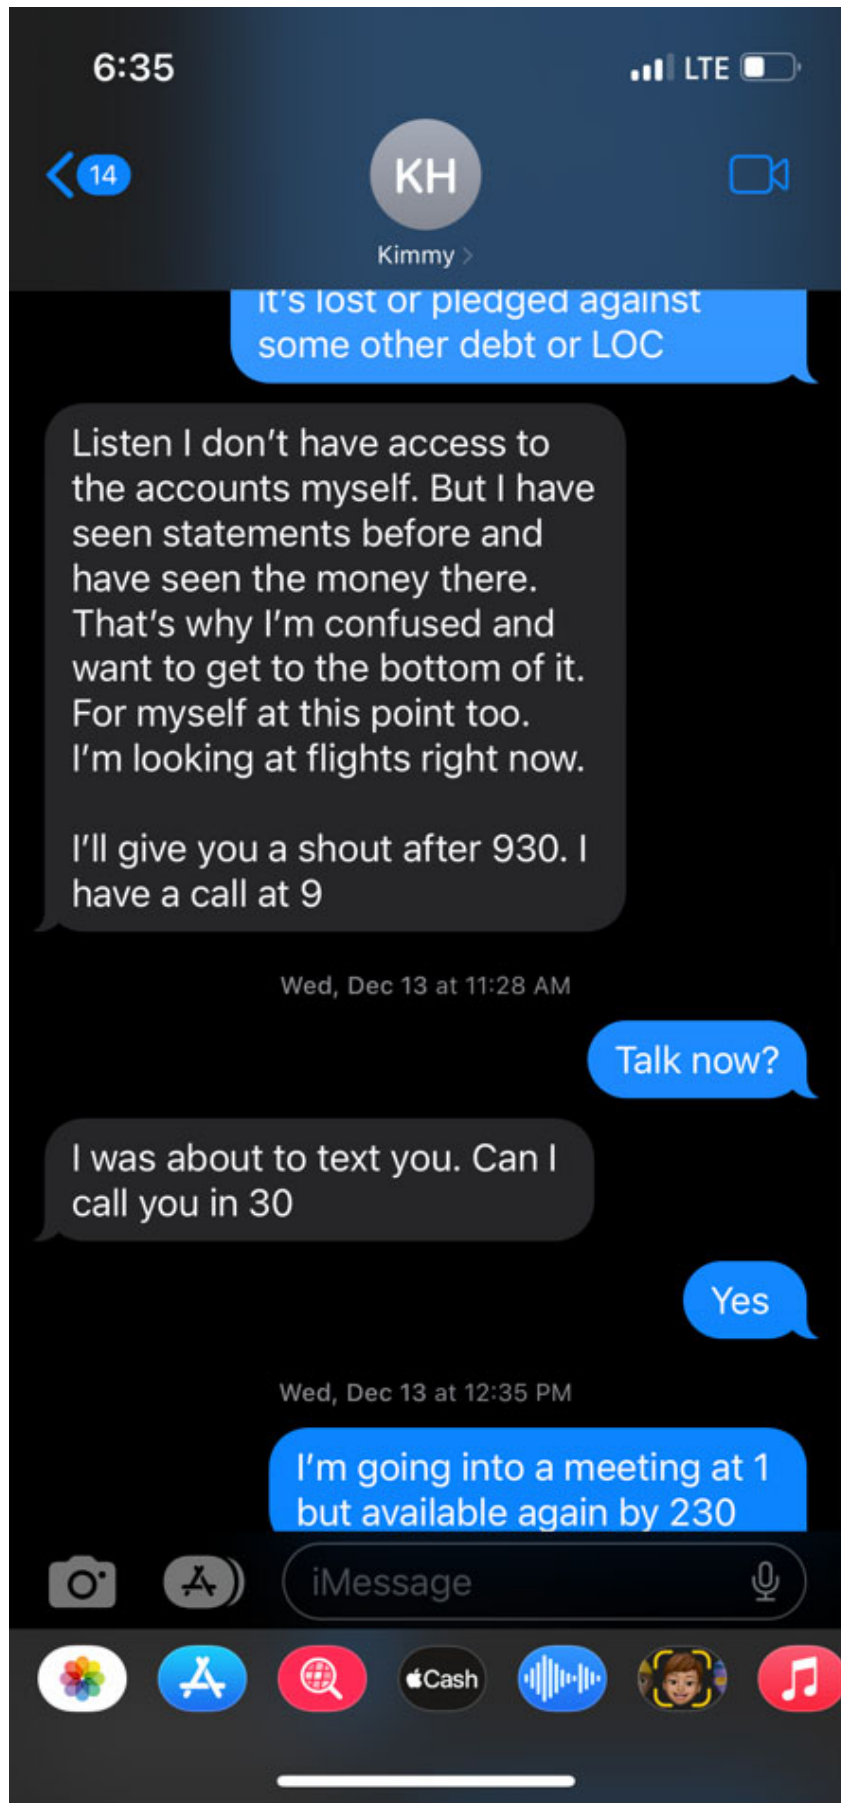 6:35
LTE
14
KH
Kimmy
it's lost or pledged against
some other debt or LOC
Listen I don't have access to
the accounts myself. But I have
seen statements before and
have seen the money there.
That's why I'm confused and
want to get to the bottom of it.
For myself at this point too.
I'm looking at flights right now.
I'll give you a shout after 930. I
have a call at 9
Wed, Dec 13 at 11:28 AM
Talk now?
I was about to text you. Can I
call you in 30
Yes
Wed, Dec 13 at 12:35 PM
I'm going into a meeting at 1
but available again by 230
iMessage
Cash